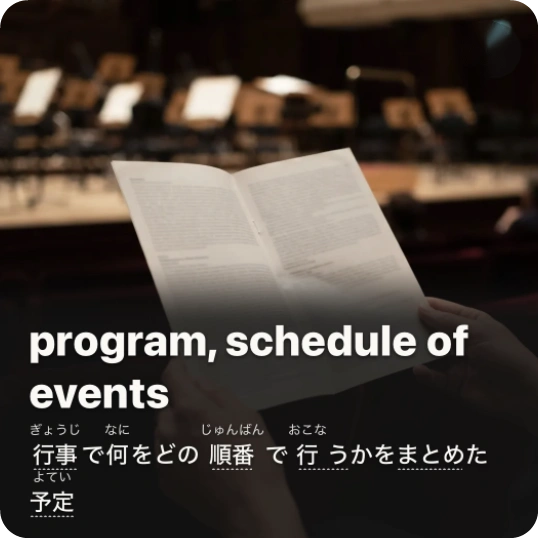 program, schedule of
events
ぎょうじ なに じゅんばん おこな
行事で何をどの順番で行うかをまとめた
よてい
予定